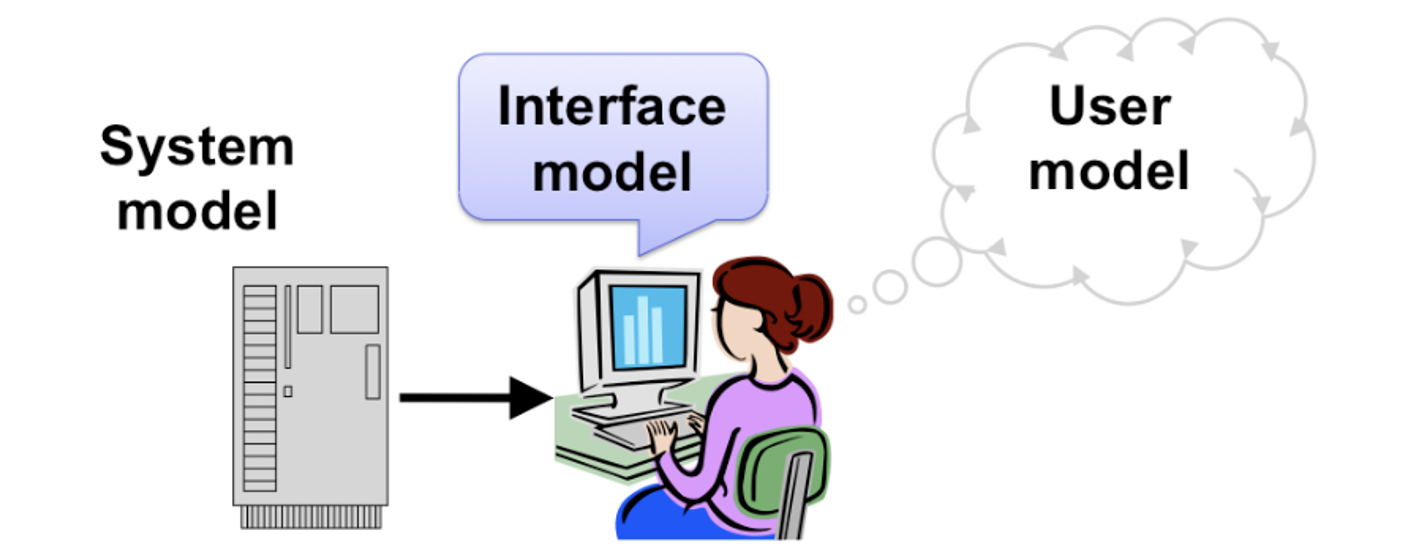 System
model
Interface
model
User
model